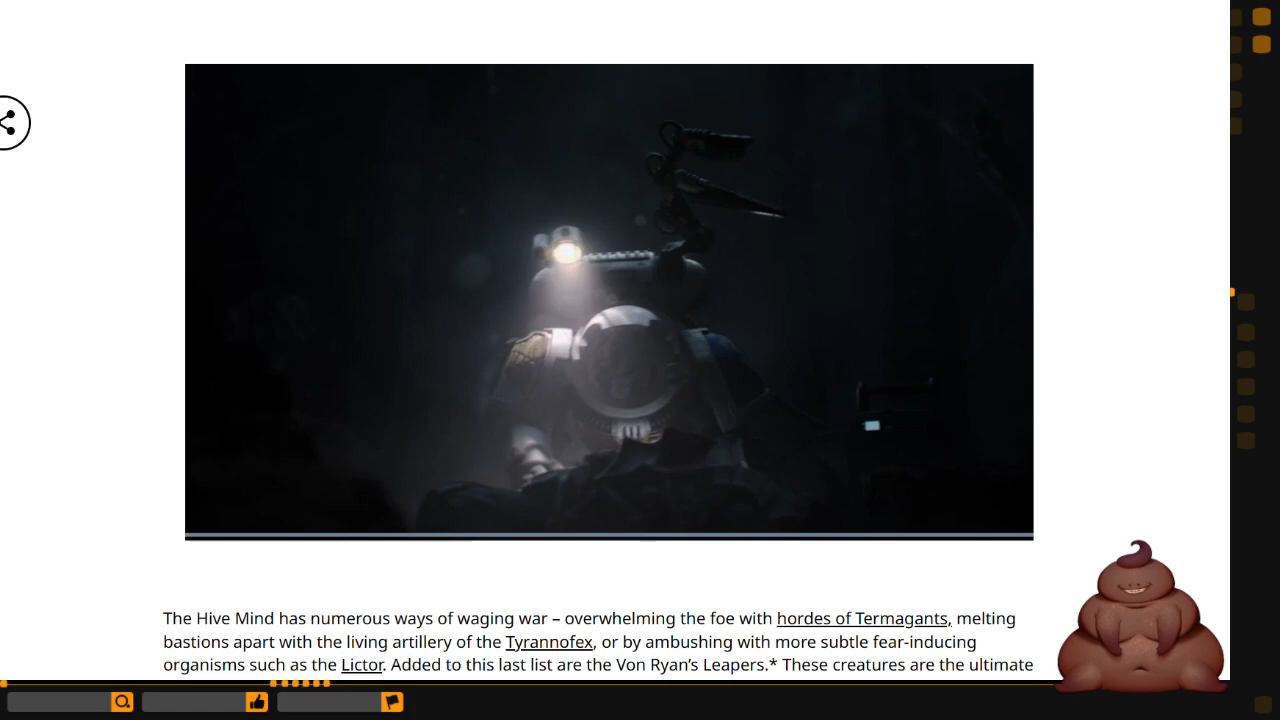 The Hive Mind has numerous ways of waging war – overwhelming the foe with hordes of Termagants, melting
bastions apart with the living artillery of the Tyrannofex, or by ambushing with more subtle fear-inducing
organisms such as the Lictor. Added to this last list are the Von Ryan’s Leapers.* These creatures are the ultimate